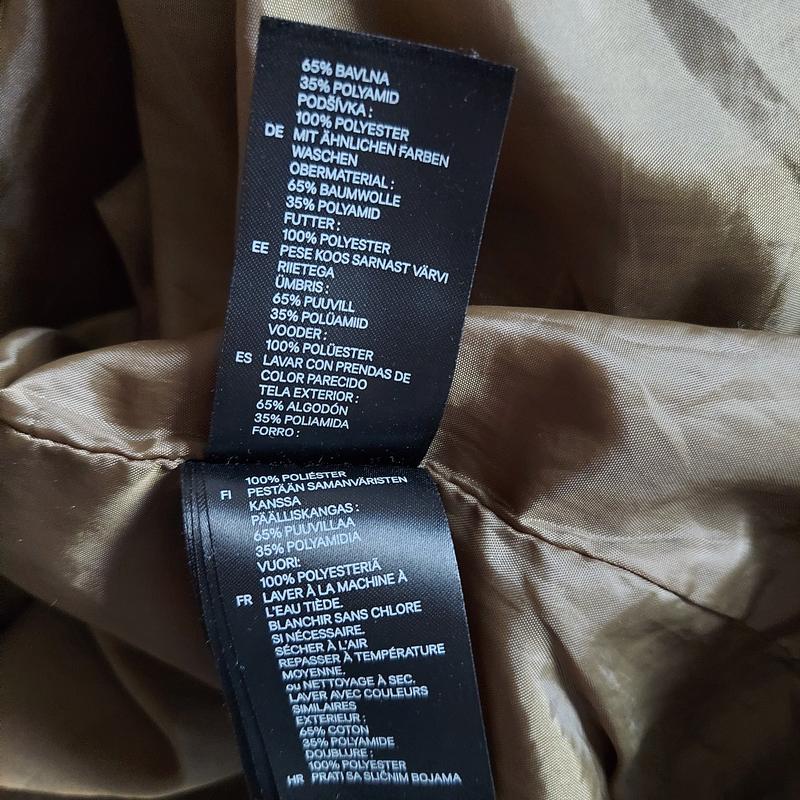 65% BAVLNA
35% POLYAMID
PODŠÍVKA :
100% POLYESTER
DE MIT ÄHNLICHEN FARBEN
WASCHEN
OBERMATERIAL :
65% BAUMWOLLE
35% POLYAMID
FUTTER :
100% POLYESTER
EE PESE KOOS SARNAST VÄRVI
RIIETEGA
ÜMBRIS :
65% PUUVILL
35% POLÜAMIID
VOODER :
100% POLÜESTER
ES LAVAR CON PRENDAS DE
COLOR PARECIDO
TELA EXTERIOR :
65% ALGODÓN
35% POLIAMIDA
FORRO :
100% POLIÉSTER
FI PESTÄÄN SAMANVÄRISTEN
KANSSA
PÄÄLLISKANGAS :
65% PUUVILLAA
35% POLYAMIDIA
VUORI:
100% POLYESTERIÄ
FR LAVER À LA MACHINE À
L'EAU TIÈDE.
BLANCHIR SANS CHLORE
SI NÉCESSAIRE.
SÉCHER À L'AIR
REPASSER À TEMPÉRATURE
MOYENNE.
ou NETTOYAGE À SEC.
LAVER AVEC COULEURS
SIMILAIRES
EXTERIEUR :
65% COTON
35% POLYAMIDE
DOUBLURE :
100% POLYESTER
HR PRATI SA SLIČNIM BOJAMA